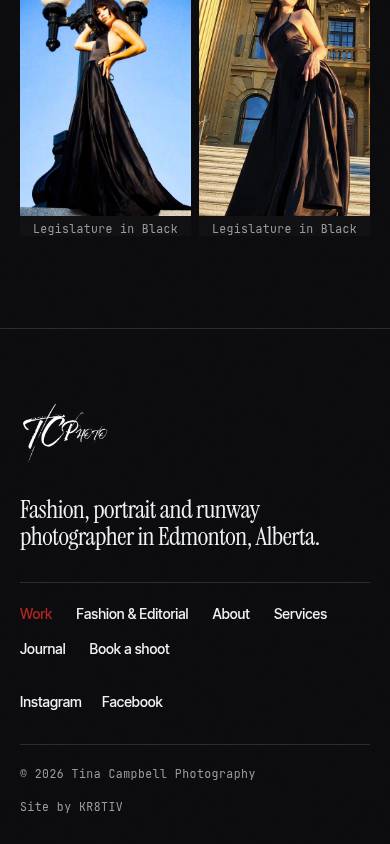 Legislature in Black
Legislature in Black
TCPHOTO
Fashion, portrait and runway
photographer in Edmonton, Alberta.
Work Fashion & Editorial About Services
Journal Book a shoot
Instagram Facebook
© 2026 Tina Campbell Photography
Site by KR8TIV